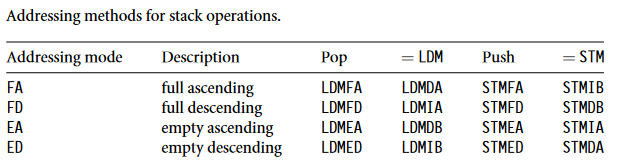 Addressing methods for stack operations.
Addressing mode Description Pop = LDM Push = STM
FA full ascending LDMFA LDMDA STMFA STMIB
FD full descending LDMFD LDMIA STMFD STMDB
EA empty ascending LDMEA LDMDB STMEA STMIA
ED empty descending LDMED LDMIB STMED STMDA